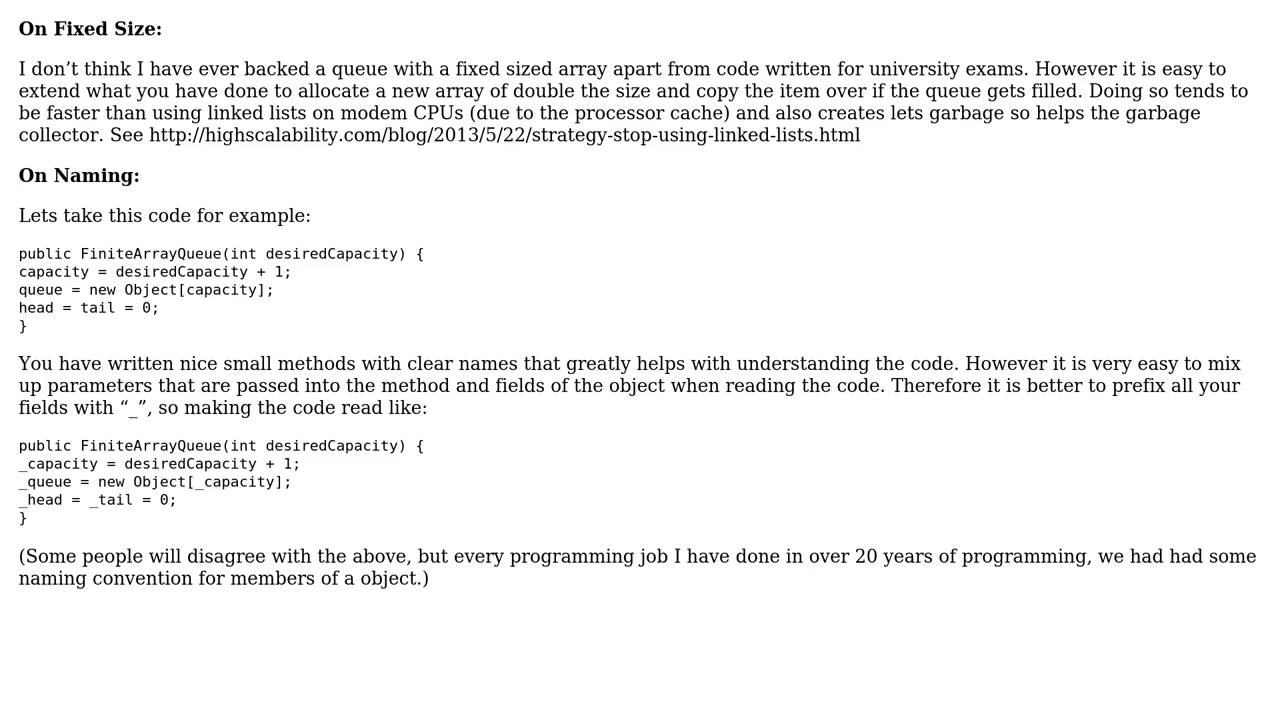 On Fixed Size:
I don’t think I have ever backed a queue with a fixed sized array apart from code written for university exams. However it is easy to
extend what you have done to allocate a new array of double the size and copy the item over if the queue gets filled. Doing so tends to
be faster than using linked lists on modem CPUs (due to the processor cache) and also creates lets garbage so helps the garbage
collector. See http://highscalability.com/blog/2013/5/22/strategy-stop-using-linked-lists.html
On Naming:
Lets take this code for example:
public FiniteArrayQueue(int desiredCapacity) {
capacity = desiredCapacity + 1;
queue = new Object[capacity];
head = tail = 0;
}
You have written nice small methods with clear names that greatly helps with understanding the code. However it is very easy to mix
up parameters that are passed into the method and fields of the object when reading the code. Therefore it is better to prefix all your
fields with “_”, so making the code read like:
public FiniteArrayQueue(int desiredCapacity) {
_capacity = desiredCapacity + 1;
_queue = new Object[_capacity];
_head = _tail = 0;
}
(Some people will disagree with the above, but every programming job I have done in over 20 years of programming, we had had some
naming convention for members of a object.)